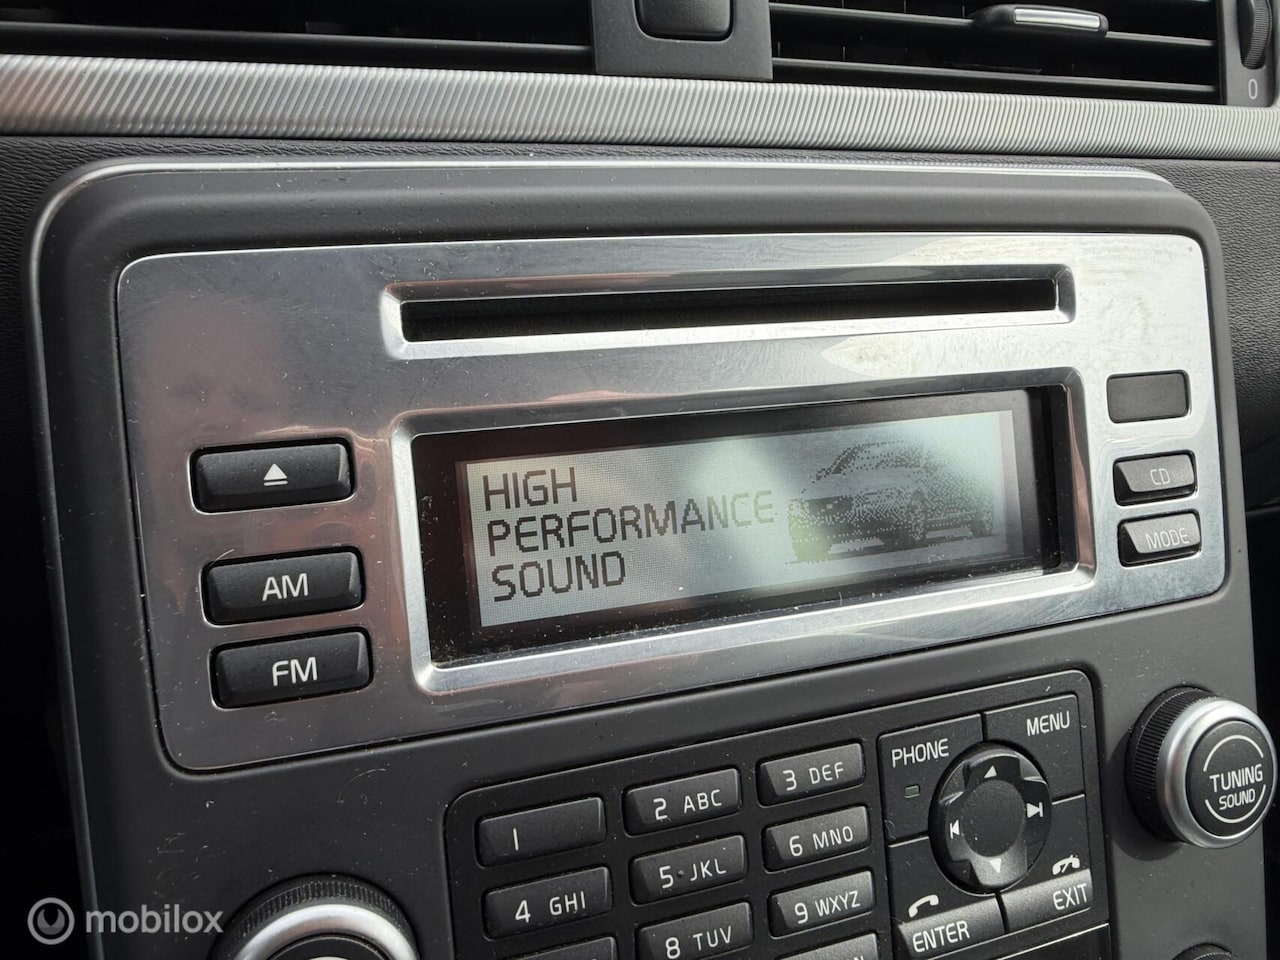 0
HIGH
PERFORMANCE
SOUND
CD
MODE
AM
FM
PHONE
MENU
1
2 ABC
3 DEF
4 GHI
5 JKL
6 MNO
8 TUV
9 WXYZ
ENTER
EXIT
TUNING
SOUND
mobilox